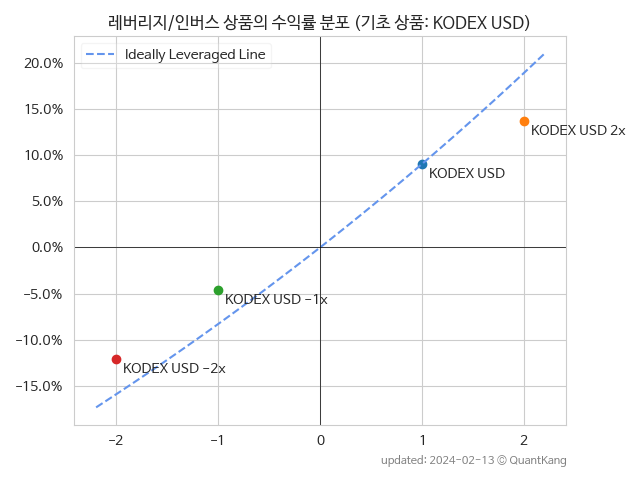 레버리지/인버스 상품의 수익률 분포 (기초 상품: KODEX USD)
Ideally Leveraged Line
20.0%
15.0%
10.0%
5.0%
0.0%
−5.0%
−10.0%
−15.0%
KODEX USD 2x
KODEX USD
KODEX USD −1x
KODEX USD −2x
−2
−1
0
1
2
updated: 2024-02-13 © QuantKang